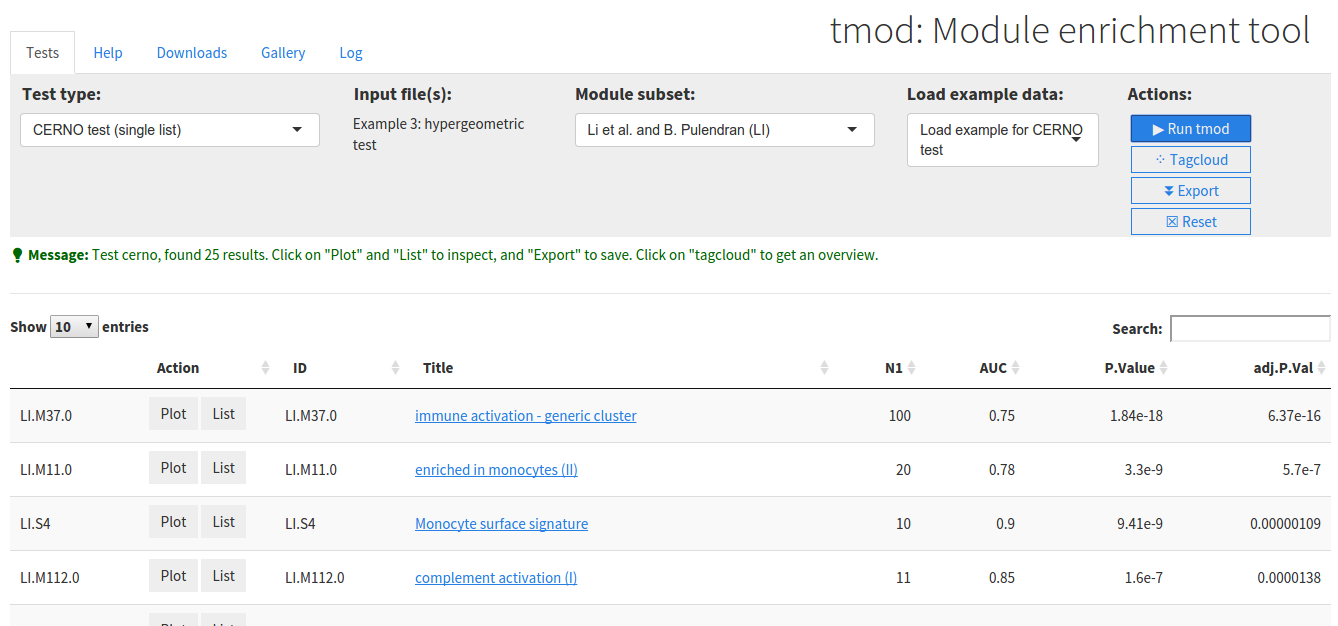 tmod: Module enrichment tool
Tests Help Downloads Gallery Log
Test type: Input file(s): Module subset: Load example data: Actions:
CERNO test (single list) Example 3: hypergeometric test Li et al. and B. Pulendran (LI) Load example for CERNO test
Run tmod
Tagcloud
Export
Reset
Message: Test cerno, found 25 results. Click on "Plot" and "List" to inspect, and "Export" to save. Click on "tagcloud" to get an overview.
Show 10 entries Search:
Action ID Title N1 AUC P.Value adj.P.Val
LI.M37.0 Plot List LI.M37.0 immune activation - generic cluster 100 0.75 1.84e-18 6.37e-16
LI.M11.0 Plot List LI.M11.0 enriched in monocytes (II) 20 0.78 3.3e-9 5.7e-7
LI.S4 Plot List LI.S4 Monocyte surface signature 10 0.9 9.41e-9 0.00000109
LI.M112.0 Plot List LI.M112.0 complement activation (I) 11 0.85 1.6e-7 0.0000138